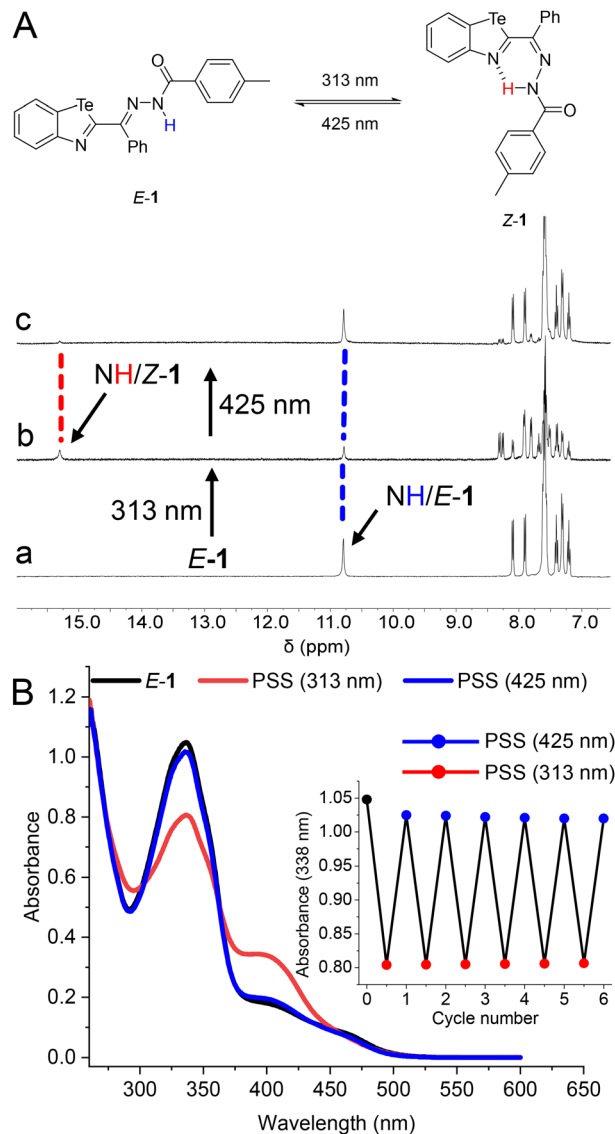 A
Te
N
Ph
N
N
H
O
E-1
313 nm
425 nm
Te
N
Ph
N
H
N
O
Z-1
c
NH/Z-1
425 nm
b
NH/E-1
313 nm
E-1
a
15.0 14.0 13.0 12.0 11.0 10.0 9.0 8.0 7.0
δ (ppm)
B
E-1 PSS (313 nm) PSS (425 nm)
PSS (425 nm)
PSS (313 nm)
1.2
1.0
0.8
0.6
0.4
0.2
0.0
Absorbance
300 350 400 450 500 550 600 650
Wavelength (nm)
1.05
1.00
0.95
0.90
0.85
0.80
Absorbance (338 nm)
0 1 2 3 4 5 6
Cycle number